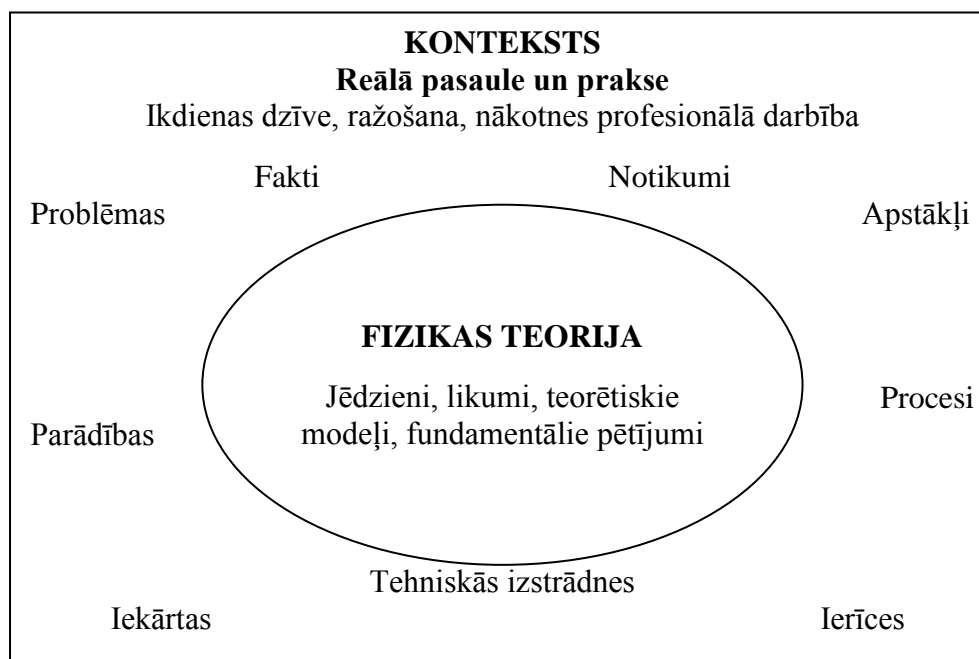 KONTEKSTS
Reālā pasaule un prakse
Ikdienas dzīve, ražošana, nākotnes profesionālā darbība
Fakti
Notikumi
Problēmas
Apstākļi
FIZIKAS TEORIJA
Jēdzieni, likumi, teorētiskie
modeļi, fundamentālie pētījumi
Procesi
Parādības
Tehniskās izstrādnes
Iekārtas
Ierīces